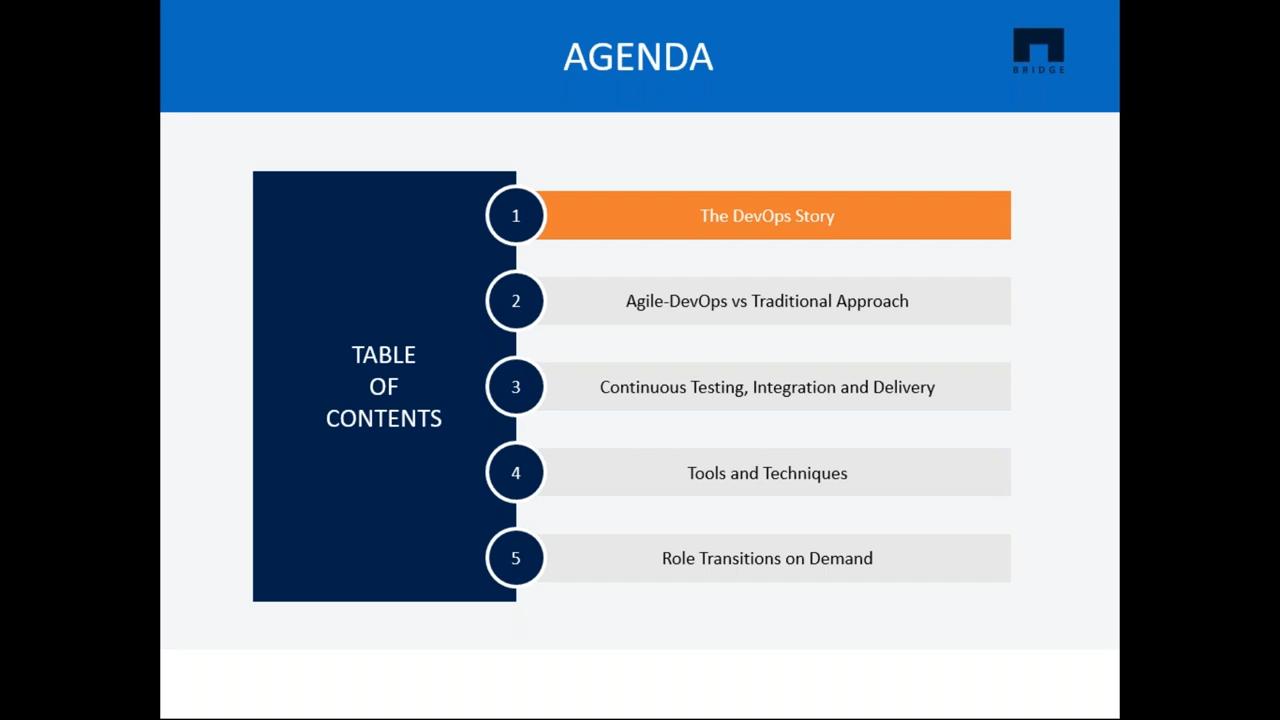 AGENDA
BRIDGE
TABLE
OF
CONTENTS
1
The DevOps Story
2
Agile-DevOps vs Traditional Approach
3
Continuous Testing, Integration and Delivery
4
Tools and Techniques
5
Role Transitions on Demand